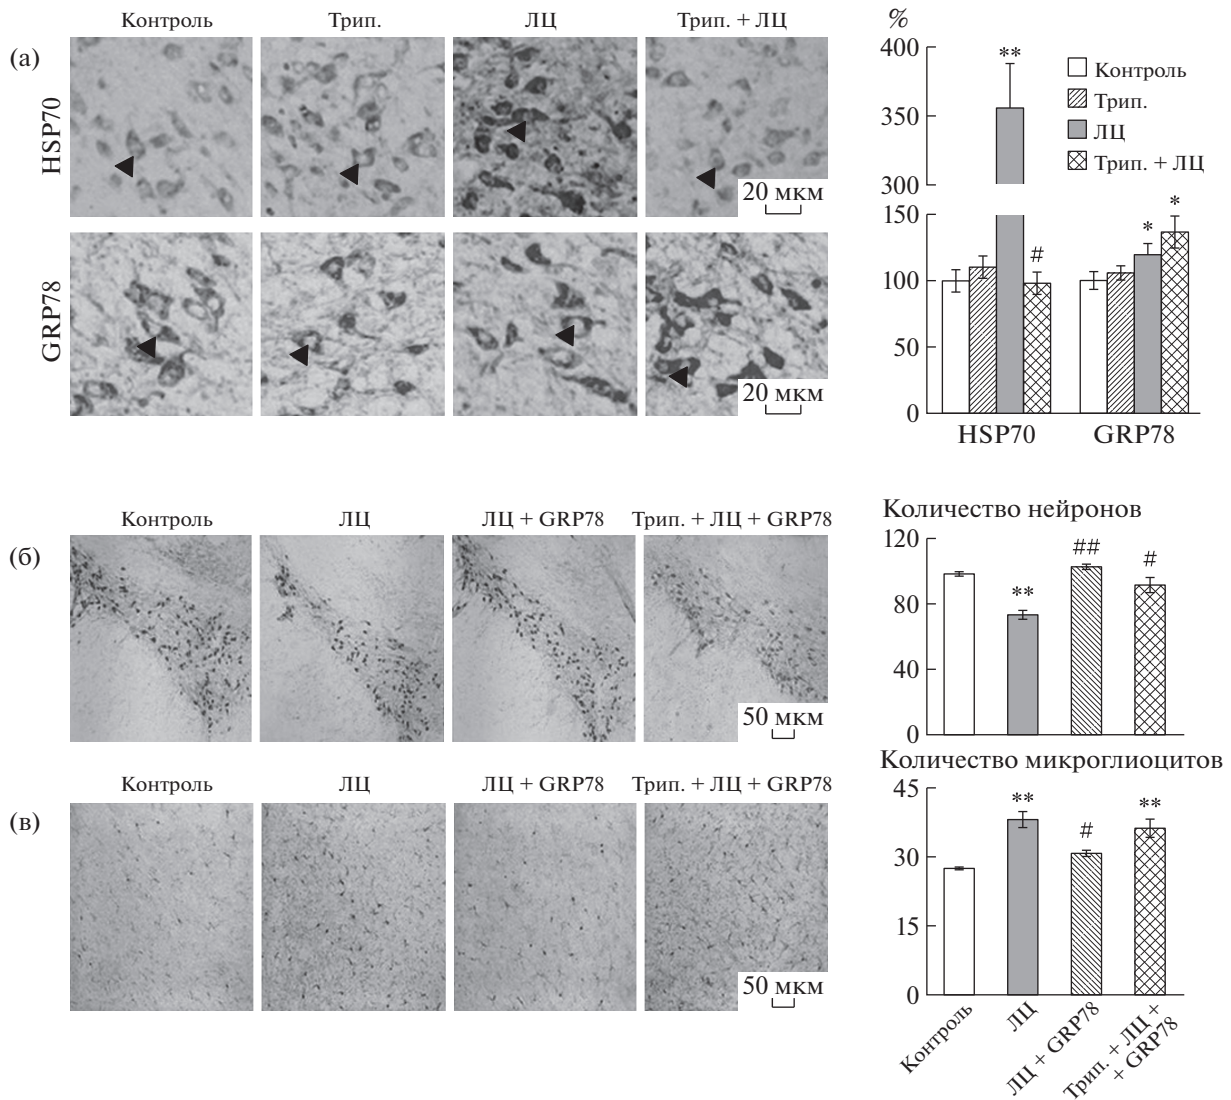 Контроль
Трип.
ЛЦ
Трип. + ЛЦ
(а)
HSP70
20 мкм
GRP78
20 мкм
%
400
350
300
150
100
50
0
**
#
*
*
Контроль
Трип.
ЛЦ
Трип. + ЛЦ
HSP70
GRP78
(б)
Контроль
ЛЦ
ЛЦ + GRP78
Трип. + ЛЦ + GRP78
50 мкм
Количество нейронов
120
80
40
0
**
##
#
(в)
Контроль
ЛЦ
ЛЦ + GRP78
Трип. + ЛЦ + GRP78
50 мкм
Количество микроглиоцитов
45
30
15
0
**
#
**
Контроль
ЛЦ
ЛЦ + GRP78
Трип. + ЛЦ +
+ GRP78